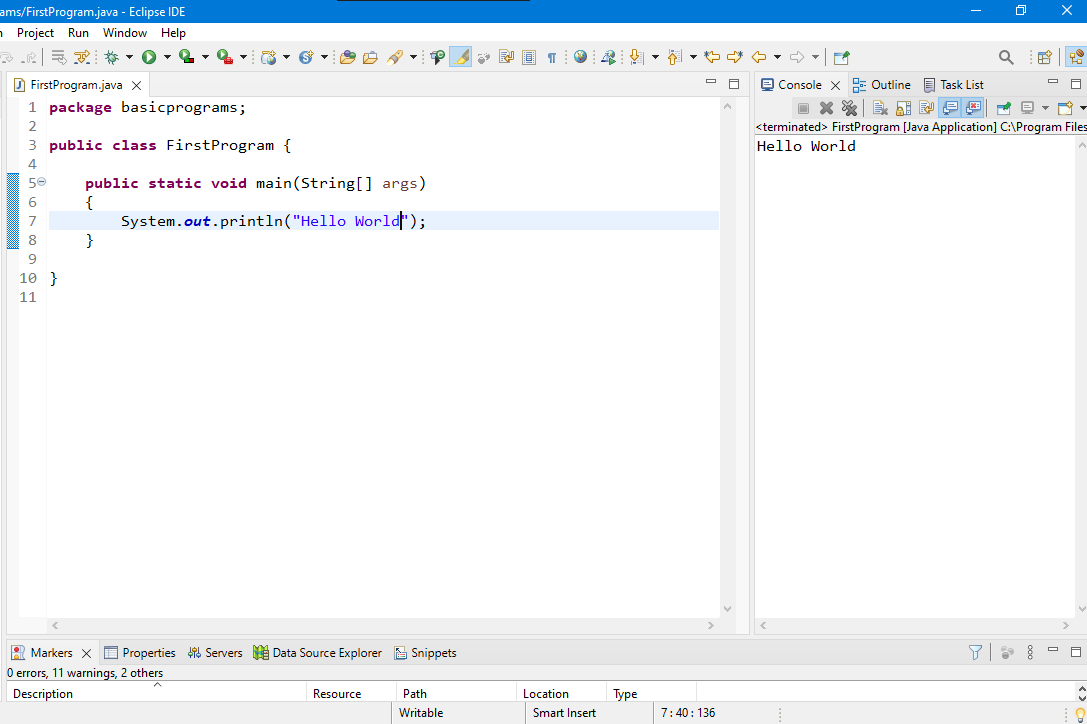 ams/FirstProgram.java - Eclipse IDE
Project Run Window Help
FirstProgram.java
1 package basicprograms;
2
3 public class FirstProgram {
4
5 public static void main(String[] args)
6 {
7 System.out.println("Hello World");
8 }
9
10 }
11
Console Outline Task List
<terminated> FirstProgram [Java Application] C:\Program Files
Hello World
Markers Properties Servers Data Source Explorer Snippets
0 errors, 11 warnings, 2 others
Description Resource Path Location Type
Writable Smart Insert 7 : 40 : 136